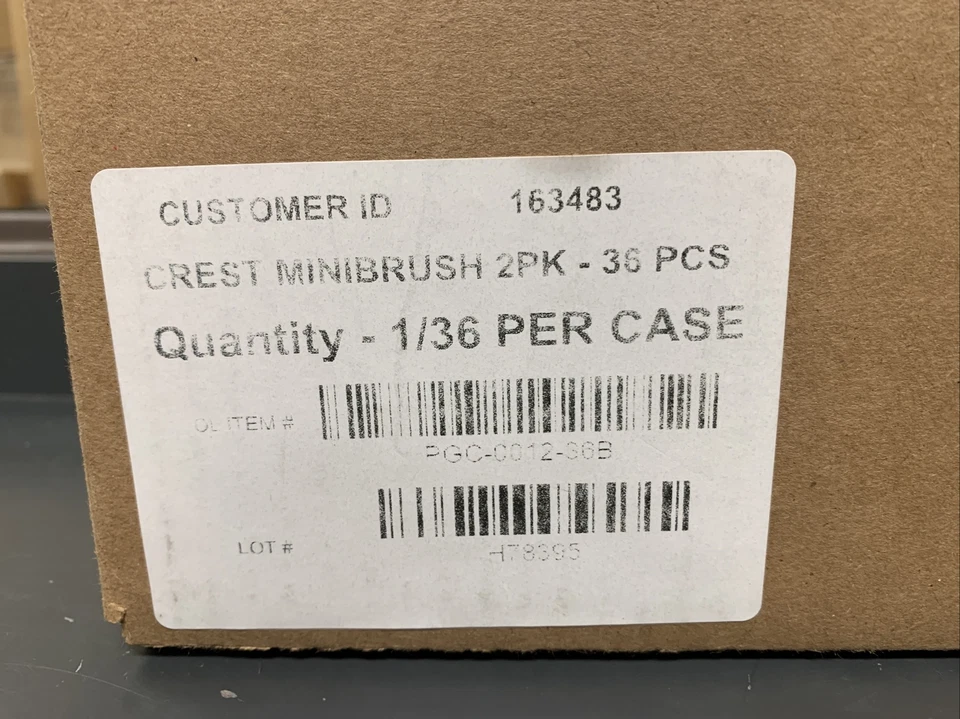 CUSTOMER ID 163483
CREST MINIBRUSH 2PK - 36 PCS
Quantity - 1/36 PER CASE
OL ITEM #
PGC-0012-36B
LOT #
H78395